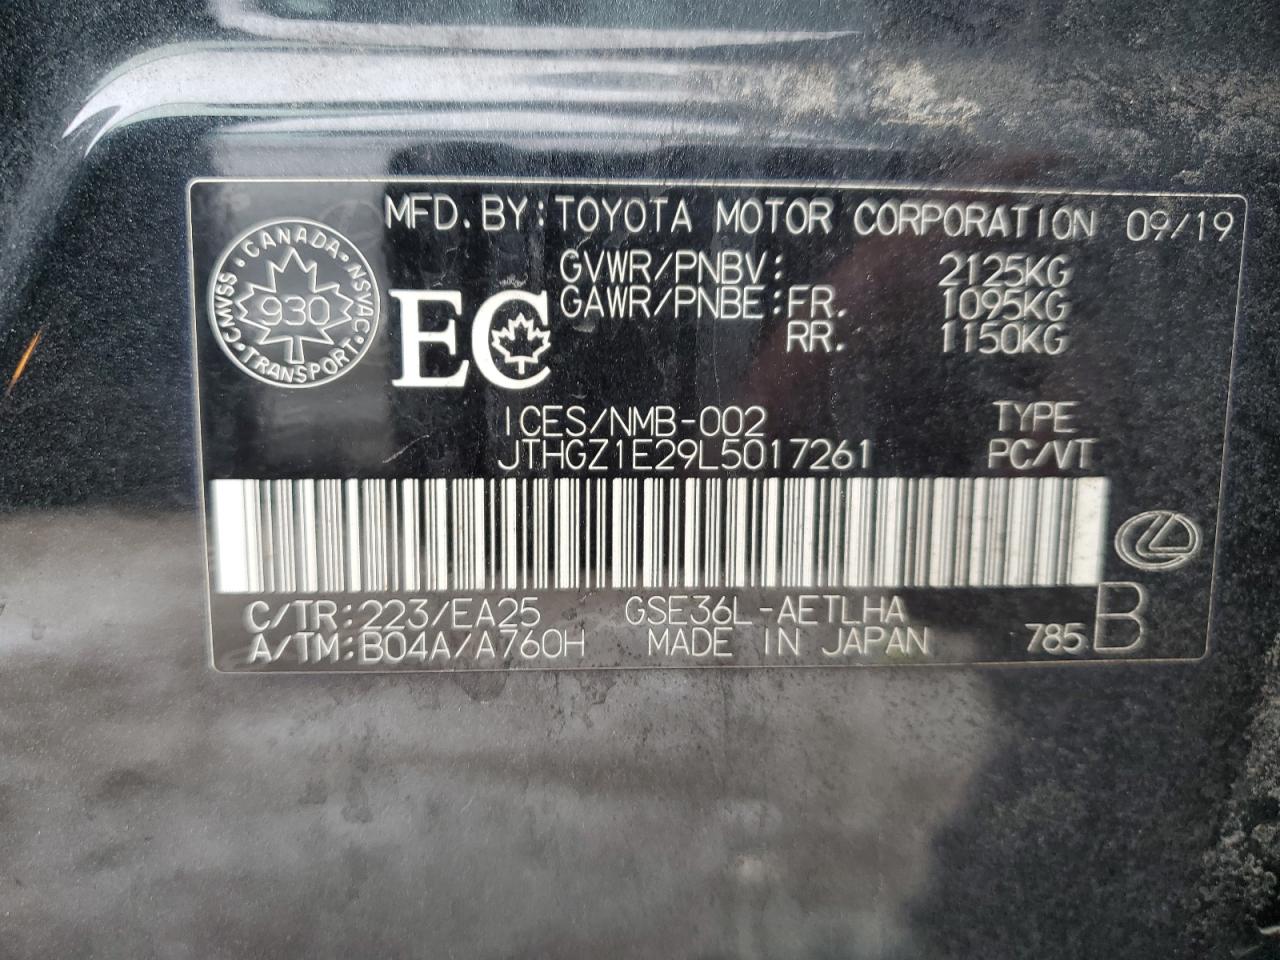 MFD. BY: TOYOTA MOTOR CORPORATION 09/19
CANADA · NSVAC · TRANSPORT · CMVSS ·
930
EC
GVWR/PNBV: 2125KG
GAWR/PNBE: FR. 1095KG
RR. 1150KG
ICES/NMB-002 TYPE
JTHGZ1E29L5017261 PC/VT
C/TR: 223/EA25 GSE36L-AETLHA
A/TM: B04A/A760H MADE IN JAPAN 785 B